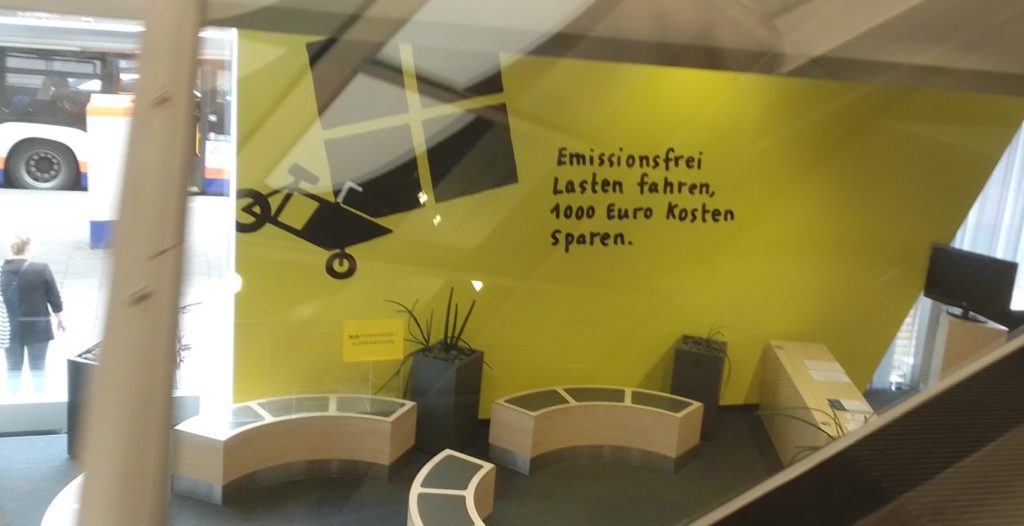 Emissionsfrei
Lasten fahren,
1000 Euro Kosten
sparen.